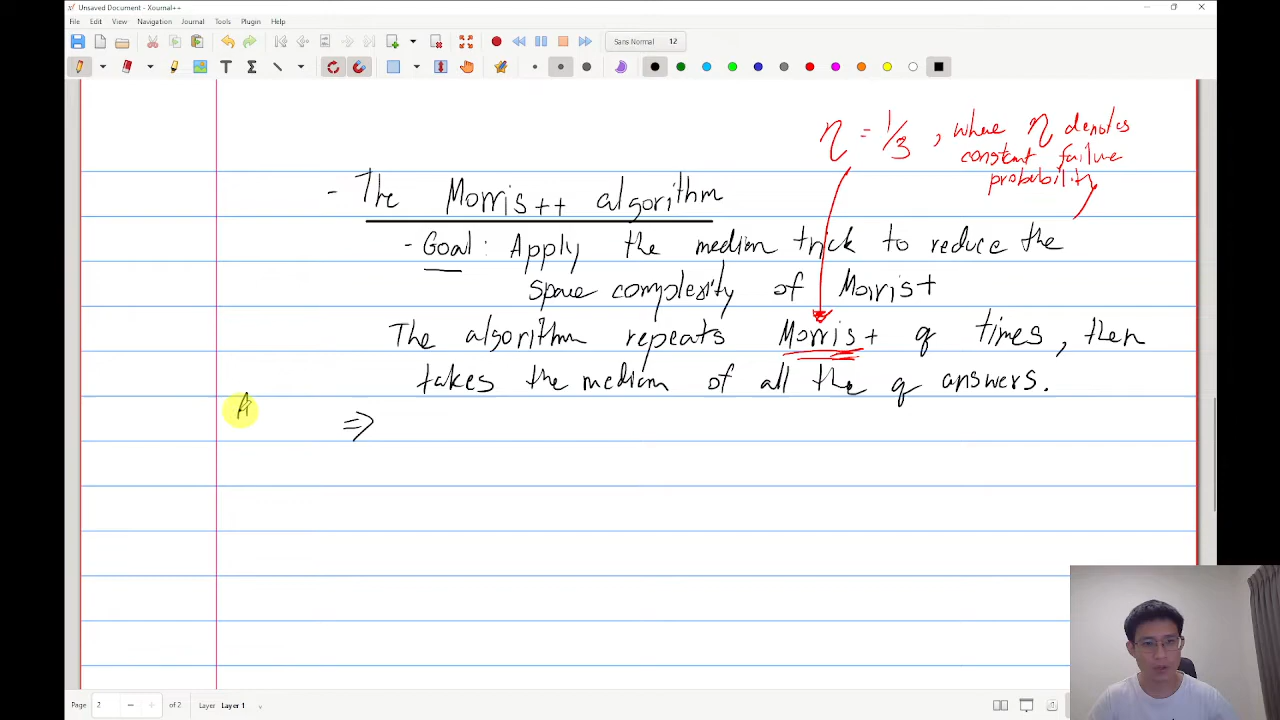 Unsaved Document - Xournal++
File Edit View Navigation Journal Tools Plugin Help
Sans Normal 12
η = 1/3 , where η denotes
constant failure
probability
- The Morris++ algorithm
- Goal : Apply the median trick to reduce the
space complexity of Morris+
The algorithm repeats Morris+ q times, then
takes the median of all the q answers.
⇒
Page 2 of 2 Layer Layer 1